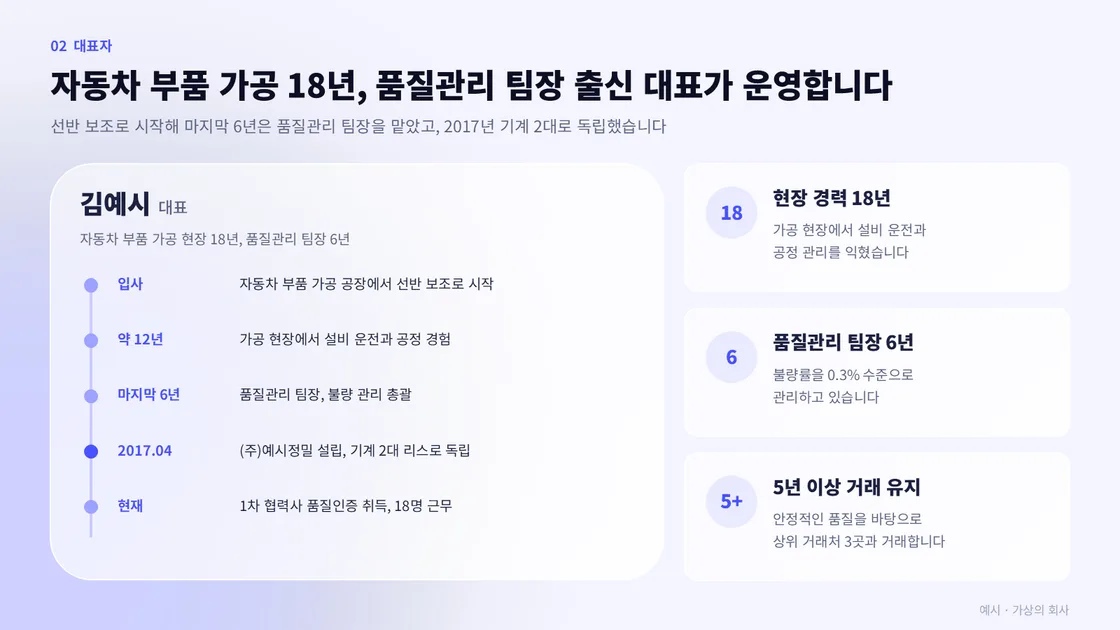 02 대표자
자동차 부품 가공 18년, 품질관리 팀장 출신 대표가 운영합니다
선반 보조로 시작해 마지막 6년은 품질관리 팀장을 맡았고, 2017년 기계 2대로 독립했습니다
김예시 대표
자동차 부품 가공 현장 18년, 품질관리 팀장 6년
입사 자동차 부품 가공 공장에서 선반 보조로 시작
약 12년 가공 현장에서 설비 운전과 공정 경험
마지막 6년 품질관리 팀장, 불량 관리 총괄
2017.04 (주)예시정밀 설립, 기계 2대 리스로 독립
현재 1차 협력사 품질인증 취득, 18명 근무
18
현장 경력 18년
가공 현장에서 설비 운전과
공정 관리를 익혔습니다
6
품질관리 팀장 6년
불량률을 0.3% 수준으로
관리하고 있습니다
5+
5년 이상 거래 유지
안정적인 품질을 바탕으로
상위 거래처 3곳과 거래합니다
예시 · 가상의 회사